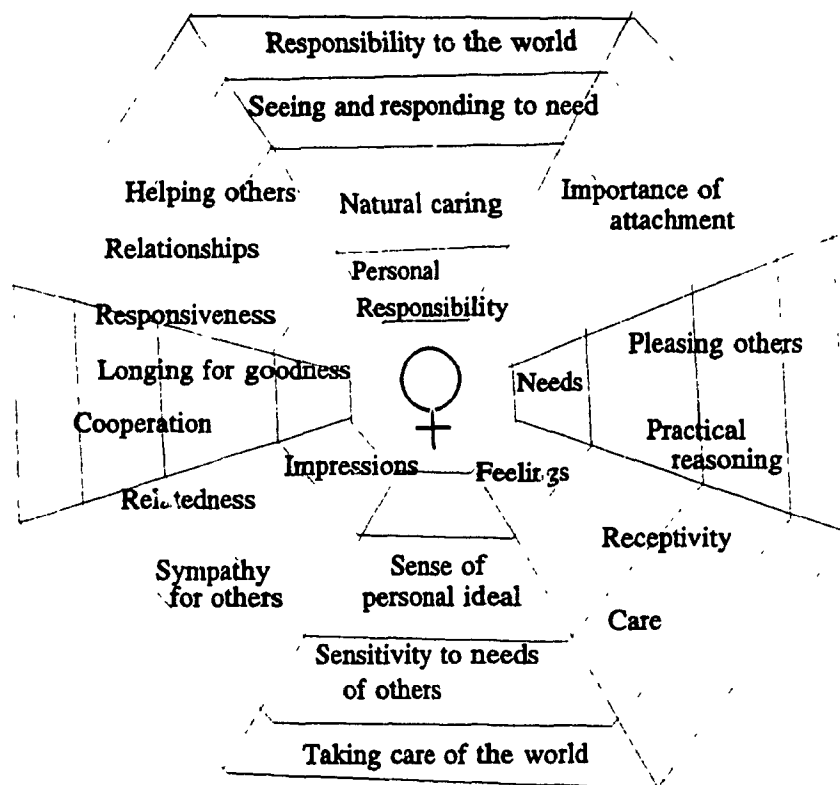 Responsibility to the world
Seeing and responding to need
Helping others
Natural caring
Importance of
attachment
Relationships
Personal
Responsibility
Responsiveness
Pleasing others
Longing for goodness
Needs
Cooperation
Practical
reasoning
Impressions
Feelings
Relatedness
Receptivity
Sympathy
for others
Sense of
personal ideal
Care
Sensitivity to needs
of others
Taking care of the world